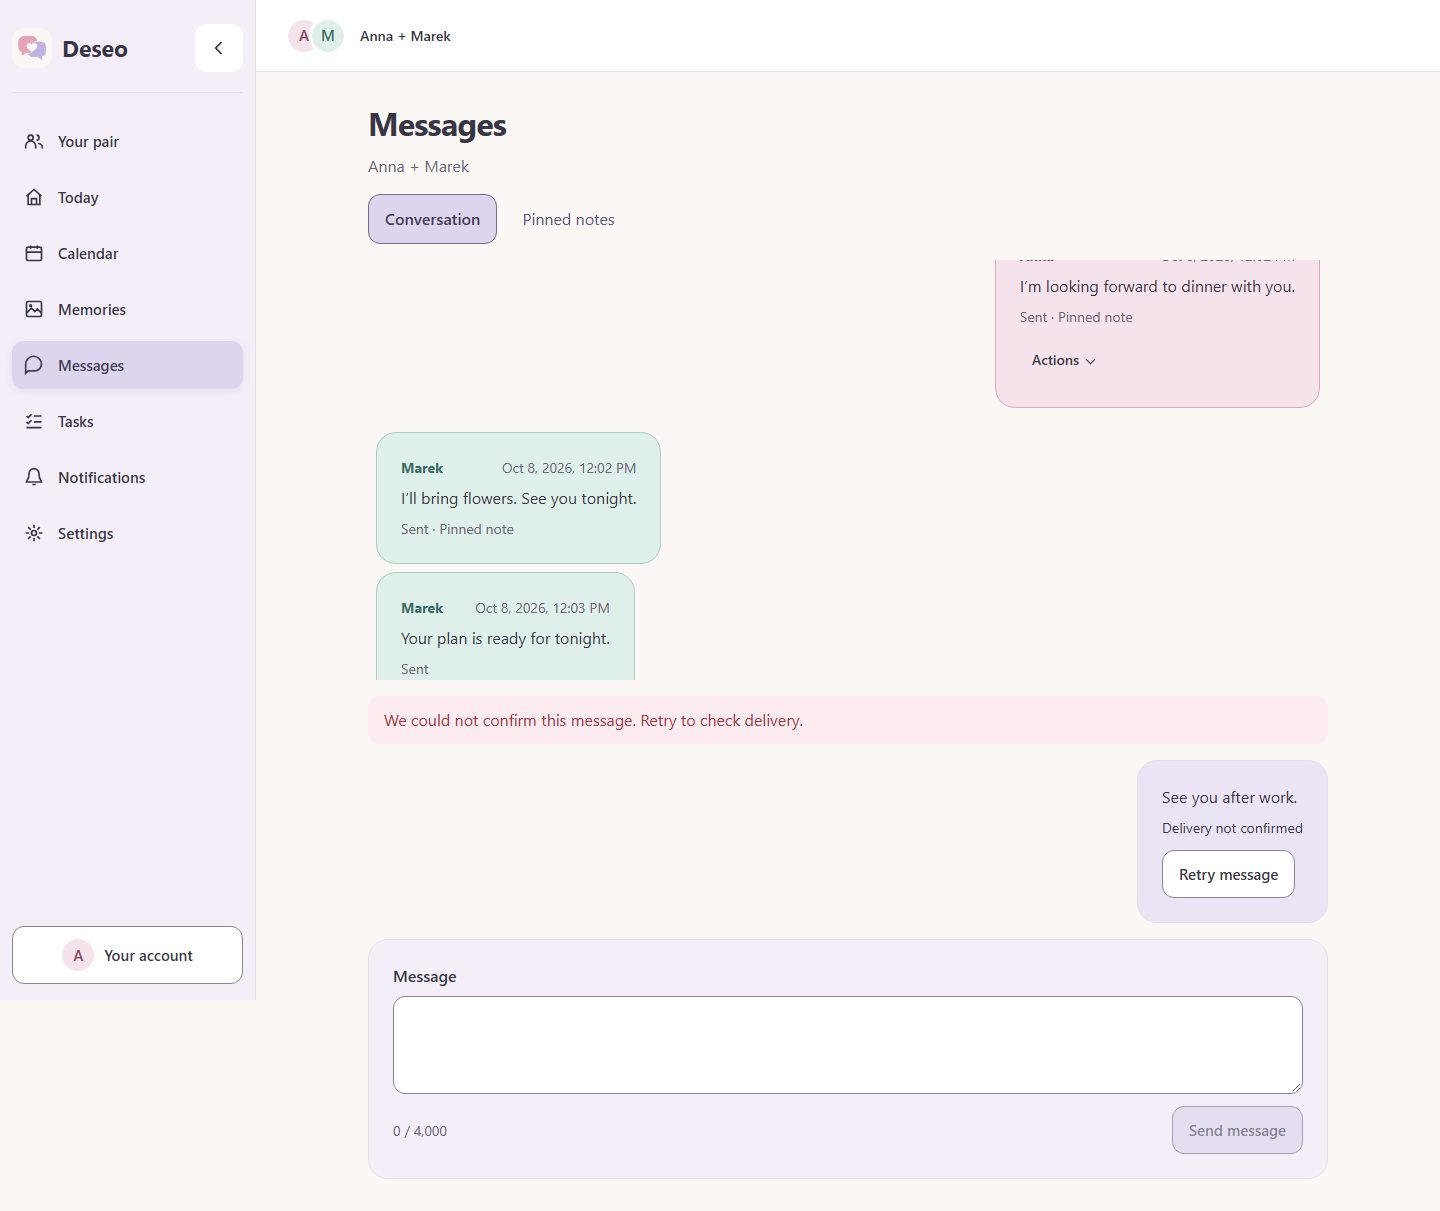 Deseo
Your pair
Today
Calendar
Memories
Messages
Tasks
Notifications
Settings
A Your account
A M Anna + Marek
Messages
Anna + Marek
Conversation Pinned notes
I'm looking forward to dinner with you.
Sent · Pinned note
Actions
Marek Oct 8, 2026, 12:02 PM
I'll bring flowers. See you tonight.
Sent · Pinned note
Marek Oct 8, 2026, 12:03 PM
Your plan is ready for tonight.
Sent
We could not confirm this message. Retry to check delivery.
See you after work.
Delivery not confirmed
Retry message
Message
0 / 4,000
Send message